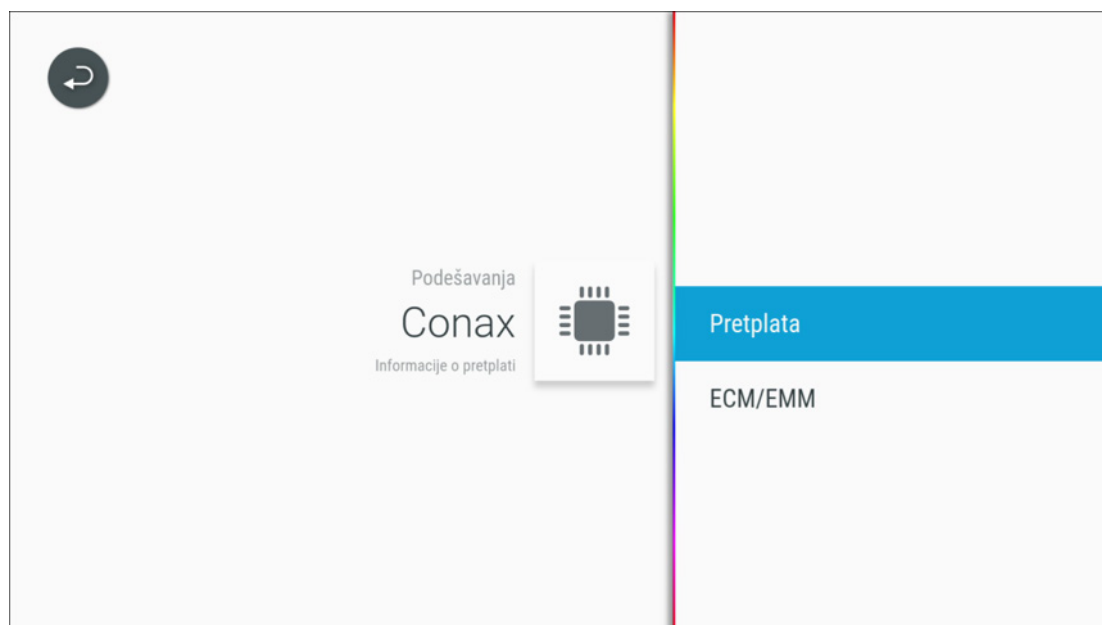 Podešavanja
Conax
Informacije o pretplati
Pretplata
ECM/EMM